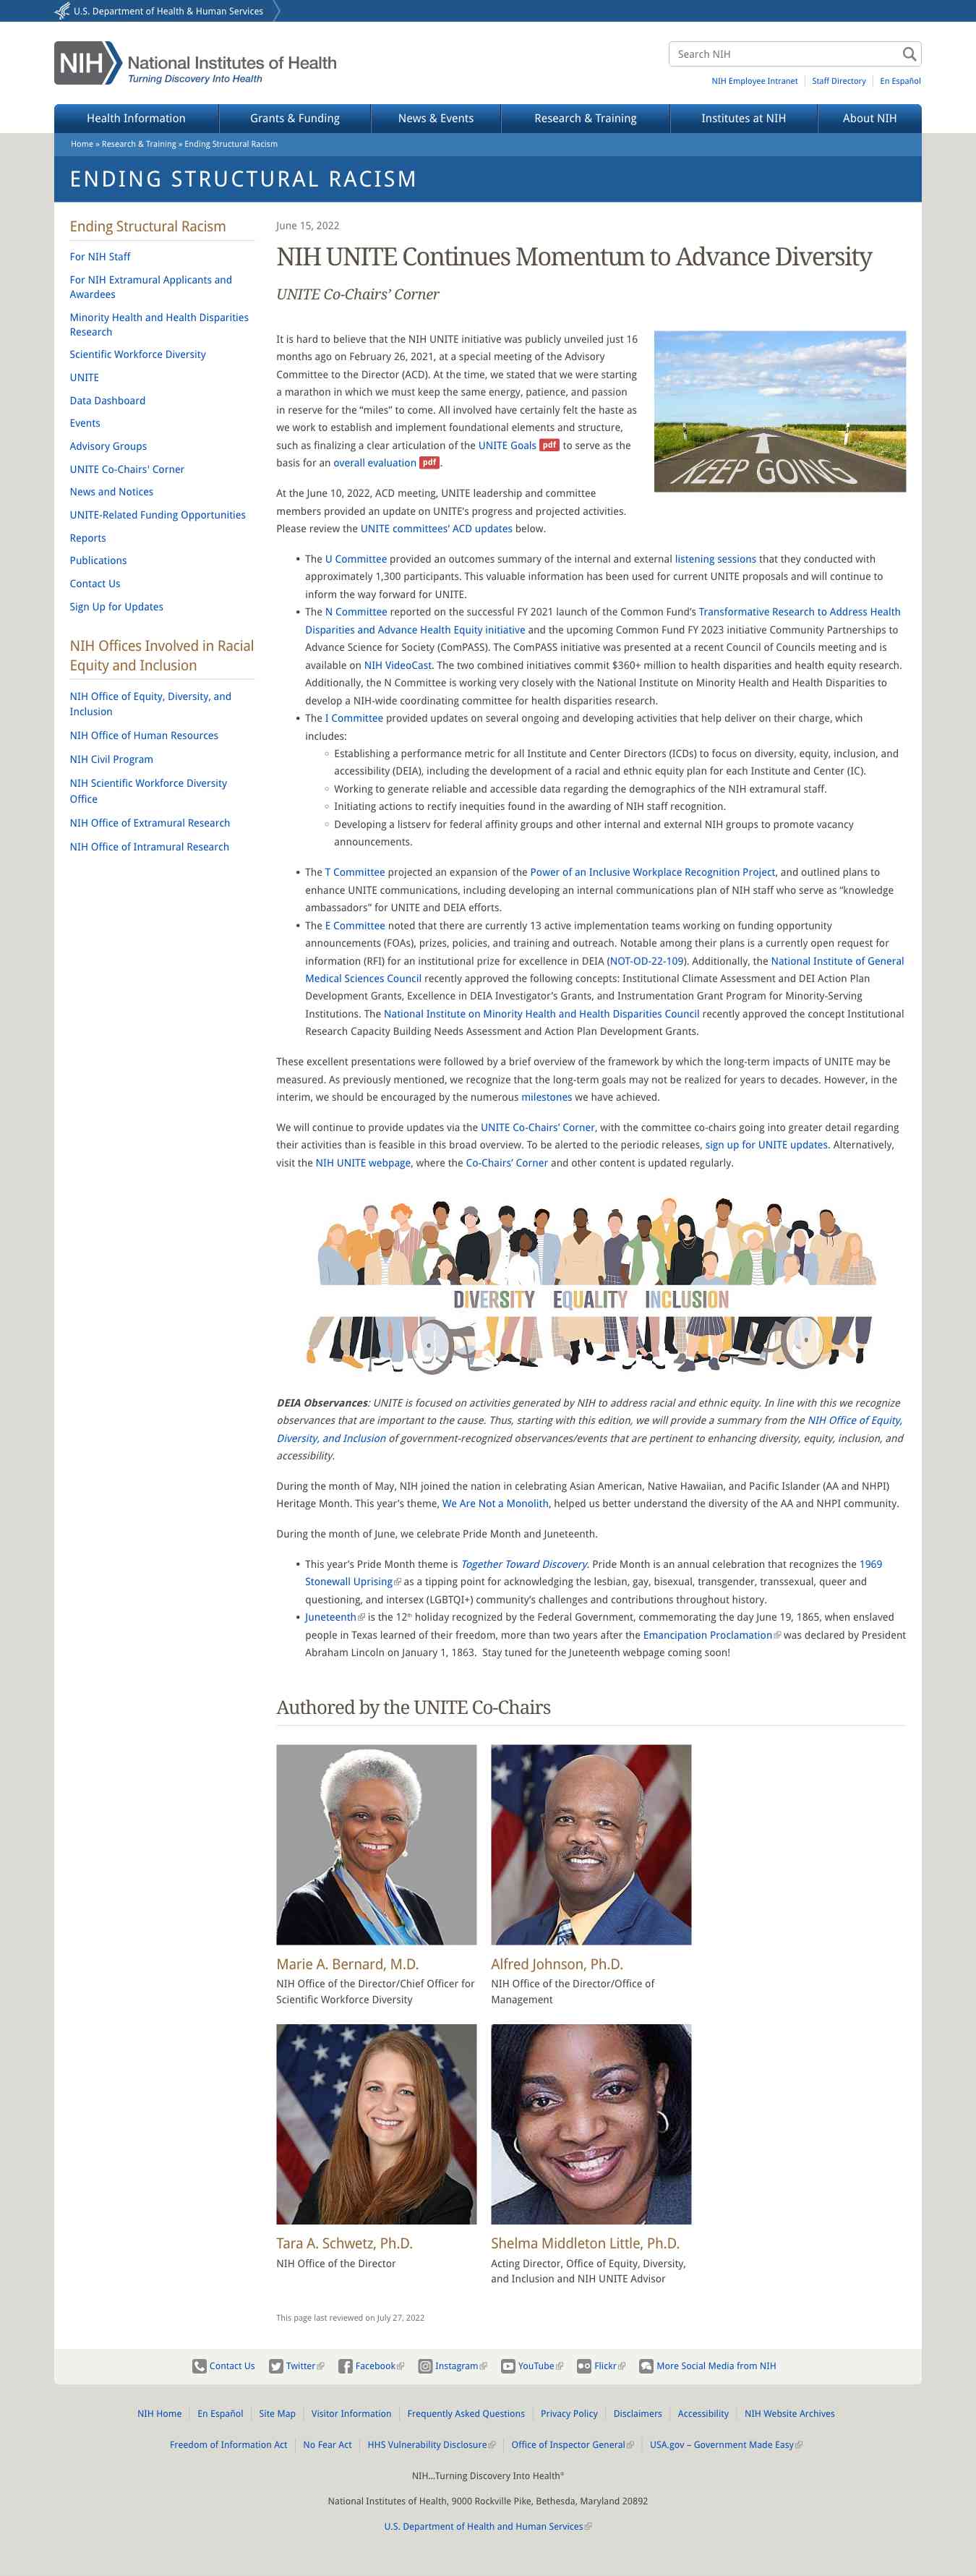 U.S. Department of Health & Human Services
NIH
National Institutes of Health
Turning Discovery Into Health
Search NIH
NIH Employee Intranet
Staff Directory
En Español
Health Information
Grants & Funding
News & Events
Research & Training
Institutes at NIH
About NIH
Home » Research & Training » Ending Structural Racism
ENDING STRUCTURAL RACISM
Ending Structural Racism
For NIH Staff
For NIH Extramural Applicants and
Awardees
Minority Health and Health Disparities
Research
Scientific Workforce Diversity
UNITE
Data Dashboard
Events
Advisory Groups
UNITE Co-Chairs' Corner
News and Notices
UNITE-Related Funding Opportunities
Reports
Publications
Contact Us
Sign Up for Updates
NIH Offices Involved in Racial
Equity and Inclusion
NIH Office of Equity, Diversity, and
Inclusion
NIH Office of Human Resources
NIH Civil Program
NIH Scientific Workforce Diversity
Office
NIH Office of Extramural Research
NIH Office of Intramural Research
June 15, 2022
NIH UNITE Continues Momentum to Advance Diversity
UNITE Co-Chairs’ Corner
It is hard to believe that the NIH UNITE initiative was publicly unveiled just 16
months ago on February 26, 2021, at a special meeting of the Advisory
Committee to the Director (ACD). At the time, we stated that we were starting
a marathon in which we must keep the same energy, patience, and passion
in reserve for the “miles” to come. All involved have certainly felt the haste as
we work to establish and implement foundational elements and structure,
such as finalizing a clear articulation of the UNITE Goals pdf to serve as the
basis for an overall evaluation pdf.
KEEP GOING
At the June 10, 2022, ACD meeting, UNITE leadership and committee
members provided an update on UNITE’s progress and projected activities.
Please review the UNITE committees’ ACD updates below.
• The U Committee provided an outcomes summary of the internal and external listening sessions that they conducted with
approximately 1,300 participants. This valuable information has been used for current UNITE proposals and will continue to
inform the way forward for UNITE.
• The N Committee reported on the successful FY 2021 launch of the Common Fund’s Transformative Research to Address Health
Disparities and Advance Health Equity initiative and the upcoming Common Fund FY 2023 initiative Community Partnerships to
Advance Science for Society (ComPASS). The ComPASS initiative was presented at a recent Council of Councils meeting and is
available on NIH VideoCast. The two combined initiatives commit $360+ million to health disparities and health equity research.
Additionally, the N Committee is working very closely with the National Institute on Minority Health and Health Disparities to
develop a NIH-wide coordinating committee for health disparities research.
• The I Committee provided updates on several ongoing and developing activities that help deliver on their charge, which
includes:
○ Establishing a performance metric for all Institute and Center Directors (ICDs) to focus on diversity, equity, inclusion, and
accessibility (DEIA), including the development of a racial and ethnic equity plan for each Institute and Center (IC).
○ Working to generate reliable and accessible data regarding the demographics of the NIH extramural staff.
○ Initiating actions to rectify inequities found in the awarding of NIH staff recognition.
○ Developing a listserv for federal affinity groups and other internal and external NIH groups to promote vacancy
announcements.
• The T Committee projected an expansion of the Power of an Inclusive Workplace Recognition Project, and outlined plans to
enhance UNITE communications, including developing an internal communications plan of NIH staff who serve as “knowledge
ambassadors” for UNITE and DEIA efforts.
• The E Committee noted that there are currently 13 active implementation teams working on funding opportunity
announcements (FOAs), prizes, policies, and training and outreach. Notable among their plans is a currently open request for
information (RFI) for an institutional prize for excellence in DEIA (NOT-OD-22-109). Additionally, the National Institute of General
Medical Sciences Council recently approved the following concepts: Institutional Climate Assessment and DEI Action Plan
Development Grants, Excellence in DEIA Investigator’s Grants, and Instrumentation Grant Program for Minority-Serving
Institutions. The National Institute on Minority Health and Health Disparities Council recently approved the concept Institutional
Research Capacity Building Needs Assessment and Action Plan Development Grants.
These excellent presentations were followed by a brief overview of the framework by which the long-term impacts of UNITE may be
measured. As previously mentioned, we recognize that the long-term goals may not be realized for years to decades. However, in the
interim, we should be encouraged by the numerous milestones we have achieved.
We will continue to provide updates via the UNITE Co-Chairs’ Corner, with the committee co-chairs going into greater detail regarding
their activities than is feasible in this broad overview. To be alerted to the periodic releases, sign up for UNITE updates. Alternatively,
visit the NIH UNITE webpage, where the Co-Chairs’ Corner and other content is updated regularly.
DIVERSITY EQUALITY INCLUSION
DEIA Observances: UNITE is focused on activities generated by NIH to address racial and ethnic equity. In line with this we recognize
observances that are important to the cause. Thus, starting with this edition, we will provide a summary from the NIH Office of Equity,
Diversity, and Inclusion of government-recognized observances/events that are pertinent to enhancing diversity, equity, inclusion, and
accessibility.
During the month of May, NIH joined the nation in celebrating Asian American, Native Hawaiian, and Pacific Islander (AA and NHPI)
Heritage Month. This year’s theme, We Are Not a Monolith, helped us better understand the diversity of the AA and NHPI community.
During the month of June, we celebrate Pride Month and Juneteenth.
• This year’s Pride Month theme is Together Toward Discovery. Pride Month is an annual celebration that recognizes the 1969
Stonewall Uprising as a tipping point for acknowledging the lesbian, gay, bisexual, transgender, transsexual, queer and
questioning, and intersex (LGBTQI+) community’s challenges and contributions throughout history.
• Juneteenth is the 12th holiday recognized by the Federal Government, commemorating the day June 19, 1865, when enslaved
people in Texas learned of their freedom, more than two years after the Emancipation Proclamation was declared by President
Abraham Lincoln on January 1, 1863. Stay tuned for the Juneteenth webpage coming soon!
Authored by the UNITE Co-Chairs
Marie A. Bernard, M.D.
NIH Office of the Director/Chief Officer for
Scientific Workforce Diversity
Alfred Johnson, Ph.D.
NIH Office of the Director/Office of
Management
Tara A. Schwetz, Ph.D.
NIH Office of the Director
Shelma Middleton Little, Ph.D.
Acting Director, Office of Equity, Diversity,
and Inclusion and NIH UNITE Advisor
This page last reviewed on July 27, 2022
Contact Us
Twitter
Facebook
Instagram
YouTube
Flickr
More Social Media from NIH
NIH Home
En Español
Site Map
Visitor Information
Frequently Asked Questions
Privacy Policy
Disclaimers
Accessibility
NIH Website Archives
Freedom of Information Act
No Fear Act
HHS Vulnerability Disclosure
Office of Inspector General
USA.gov – Government Made Easy
NIH…Turning Discovery Into Health®
National Institutes of Health, 9000 Rockville Pike, Bethesda, Maryland 20892
U.S. Department of Health and Human Services